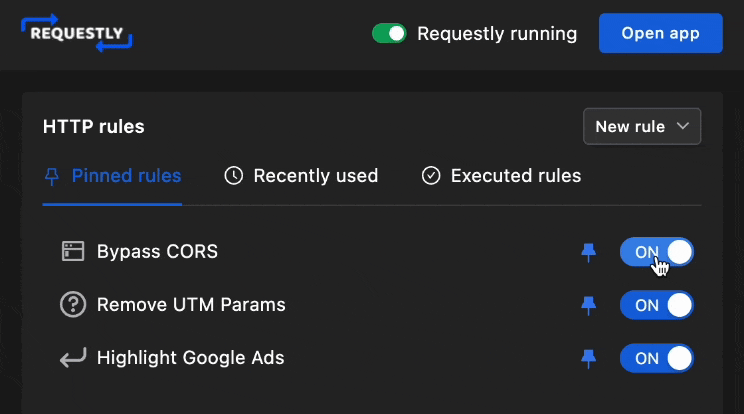 REQUESTLY
Requestly running
Open app
HTTP rules
New rule
Pinned rules
Recently used
Executed rules
Bypass CORS
ON
Remove UTM Params
ON
Highlight Google Ads
ON